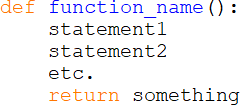 def function_name():
    statement1
    statement2
    etc.
    return something